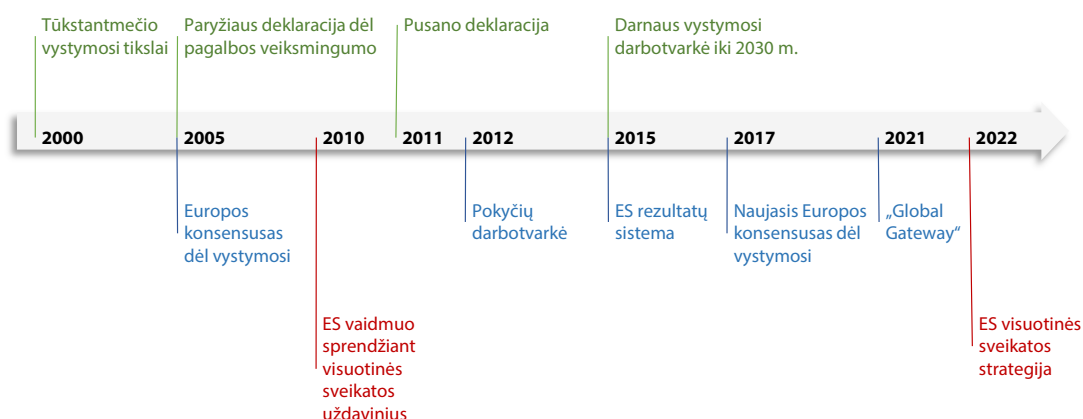 Tūkstantmečio
vystymosi tikslai
Paryžiaus deklaracija dėl
pagalbos veiksmingumo
Pusano deklaracija
Darnaus vystymosi
darbotvarkė iki 2030 m.
2000
2005
2010
2011
2012
2015
2017
2021
2022
Europos
konsensusas
dėl vystymosi
Pokyčių
darbotvarkė
ES rezultatų
sistema
Naujasis Europos
konsensusas dėl
vystymosi
„Global
Gateway“
ES vaidmuo
sprendžiant
visuotinės
sveikatos
uždavinius
ES visuotinės
sveikatos
strategija